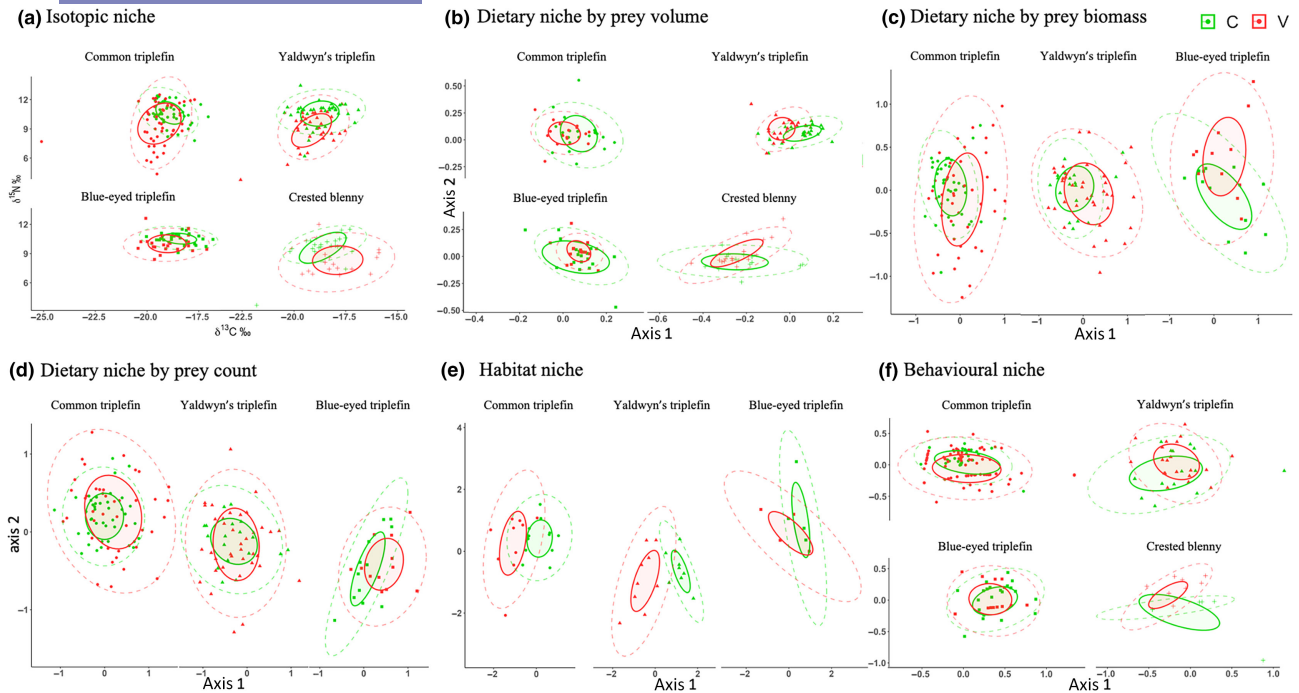 (a) Isotopic niche
(b) Dietary niche by prey volume
(c) Dietary niche by prey biomass
C V
Common triplefin Yaldwyn's triplefin
12
9
6
δ15N ‰
Blue-eyed triplefin Crested blenny
12
9
6
−25.0 −20.0 −17.5 −20.0 −17.5 −15.0
δ13C ‰
Common triplefin Yaldwyn's triplefin
0.50
0.25
0.00
−0.25
Axis 2
Blue-eyed triplefin Crested blenny
0.25
0.00
−0.25
−0.50
−0.4 −0.2 0.0 0.2 −0.6 −0.4 −0.2 0.0 0.2
Axis 1
Common triplefin Yaldwyn's triplefin Blue-eyed triplefin
1.0
0.5
0.0
−0.5
−1.0
−1 0 1 −1 0 1 −1 0 1
Axis 1
(d) Dietary niche by prey count
Common triplefin Yaldwyn's triplefin Blue-eyed triplefin
1
0
−1
axis 2
−1 0 1 −1 0 1 −1 0 1
Axis 1
(e) Habitat niche
Common triplefin Yaldwyn's triplefin Blue-eyed triplefin
4
2
0
−2
−2 0 −2 0 2 −2 0 2
Axis 1
(f) Behavioural niche
Common triplefin Yaldwyn's triplefin
0.5
0.0
−0.5
Blue-eyed triplefin Crested blenny
0.5
0.0
−0.5
−1.0
−0.5 0.0 0.5 1.0 −1.0 −0.5 0.0 0.5 1.0
Axis 1